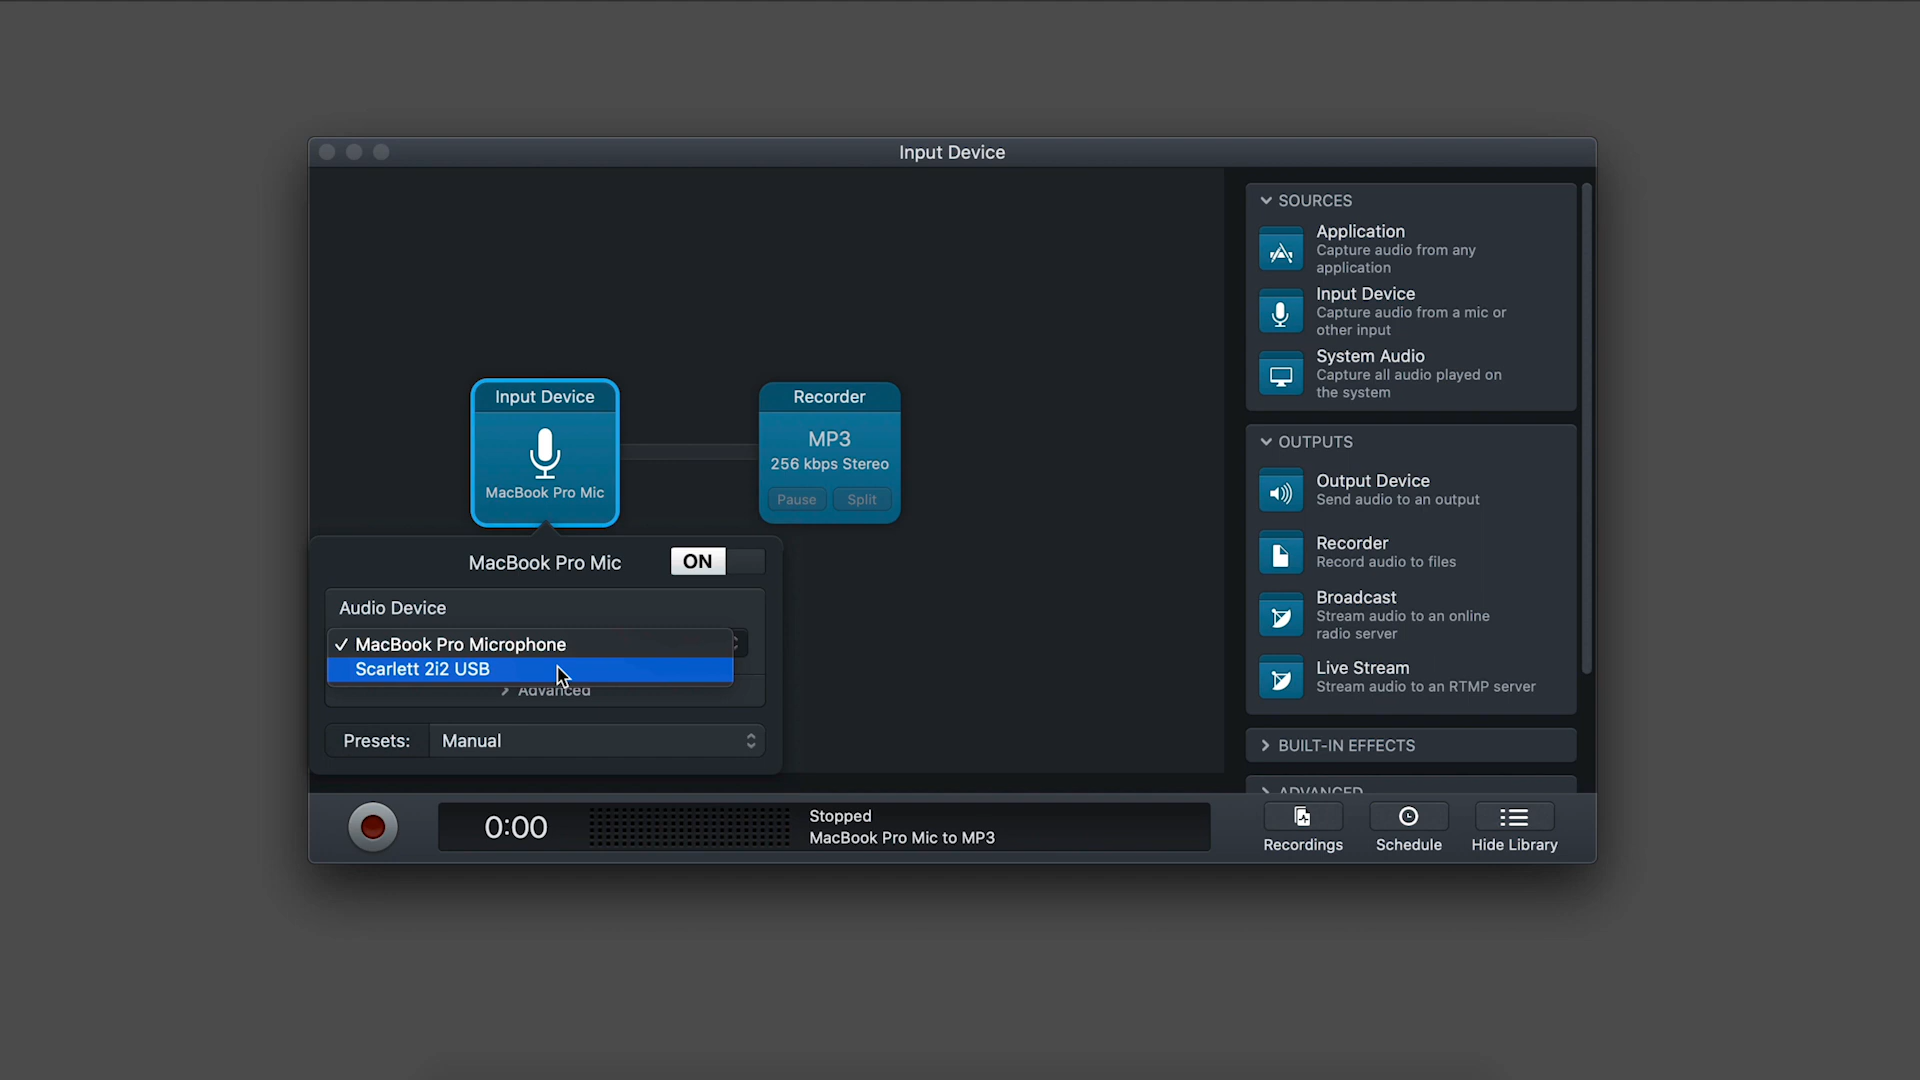 Input Device
Input Device
MacBook Pro Mic
Recorder
MP3
256 kbps Stereo
Pause
Split
MacBook Pro Mic
ON
Audio Device
✓ MacBook Pro Microphone
Scarlett 2i2 USB
Advanced
Presets:
Manual
SOURCES
Application
Capture audio from any
application
Input Device
Capture audio from a mic or
other input
System Audio
Capture all audio played on
the system
OUTPUTS
Output Device
Send audio to an output
Recorder
Record audio to files
Broadcast
Stream audio to an online
radio server
Live Stream
Stream audio to an RTMP server
BUILT-IN EFFECTS
ADVANCED
0:00
Stopped
MacBook Pro Mic to MP3
Recordings
Schedule
Hide Library